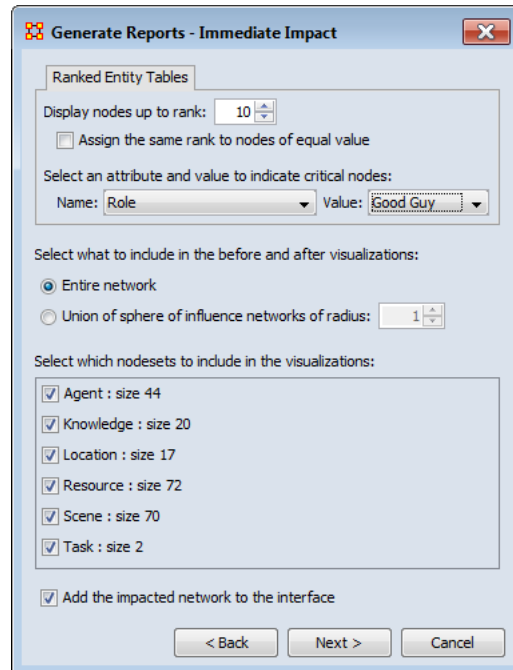 Generate Reports - Immediate Impact
Ranked Entity Tables
Display nodes up to rank: 10
Assign the same rank to nodes of equal value
Select an attribute and value to indicate critical nodes:
Name: Role Value: Good Guy
Select what to include in the before and after visualizations:
Entire network
Union of sphere of influence networks of radius: 1
Select which nodesets to include in the visualizations:
Agent : size 44
Knowledge : size 20
Location : size 17
Resource : size 72
Scene : size 70
Task : size 2
Add the impacted network to the interface
< Back Next > Cancel